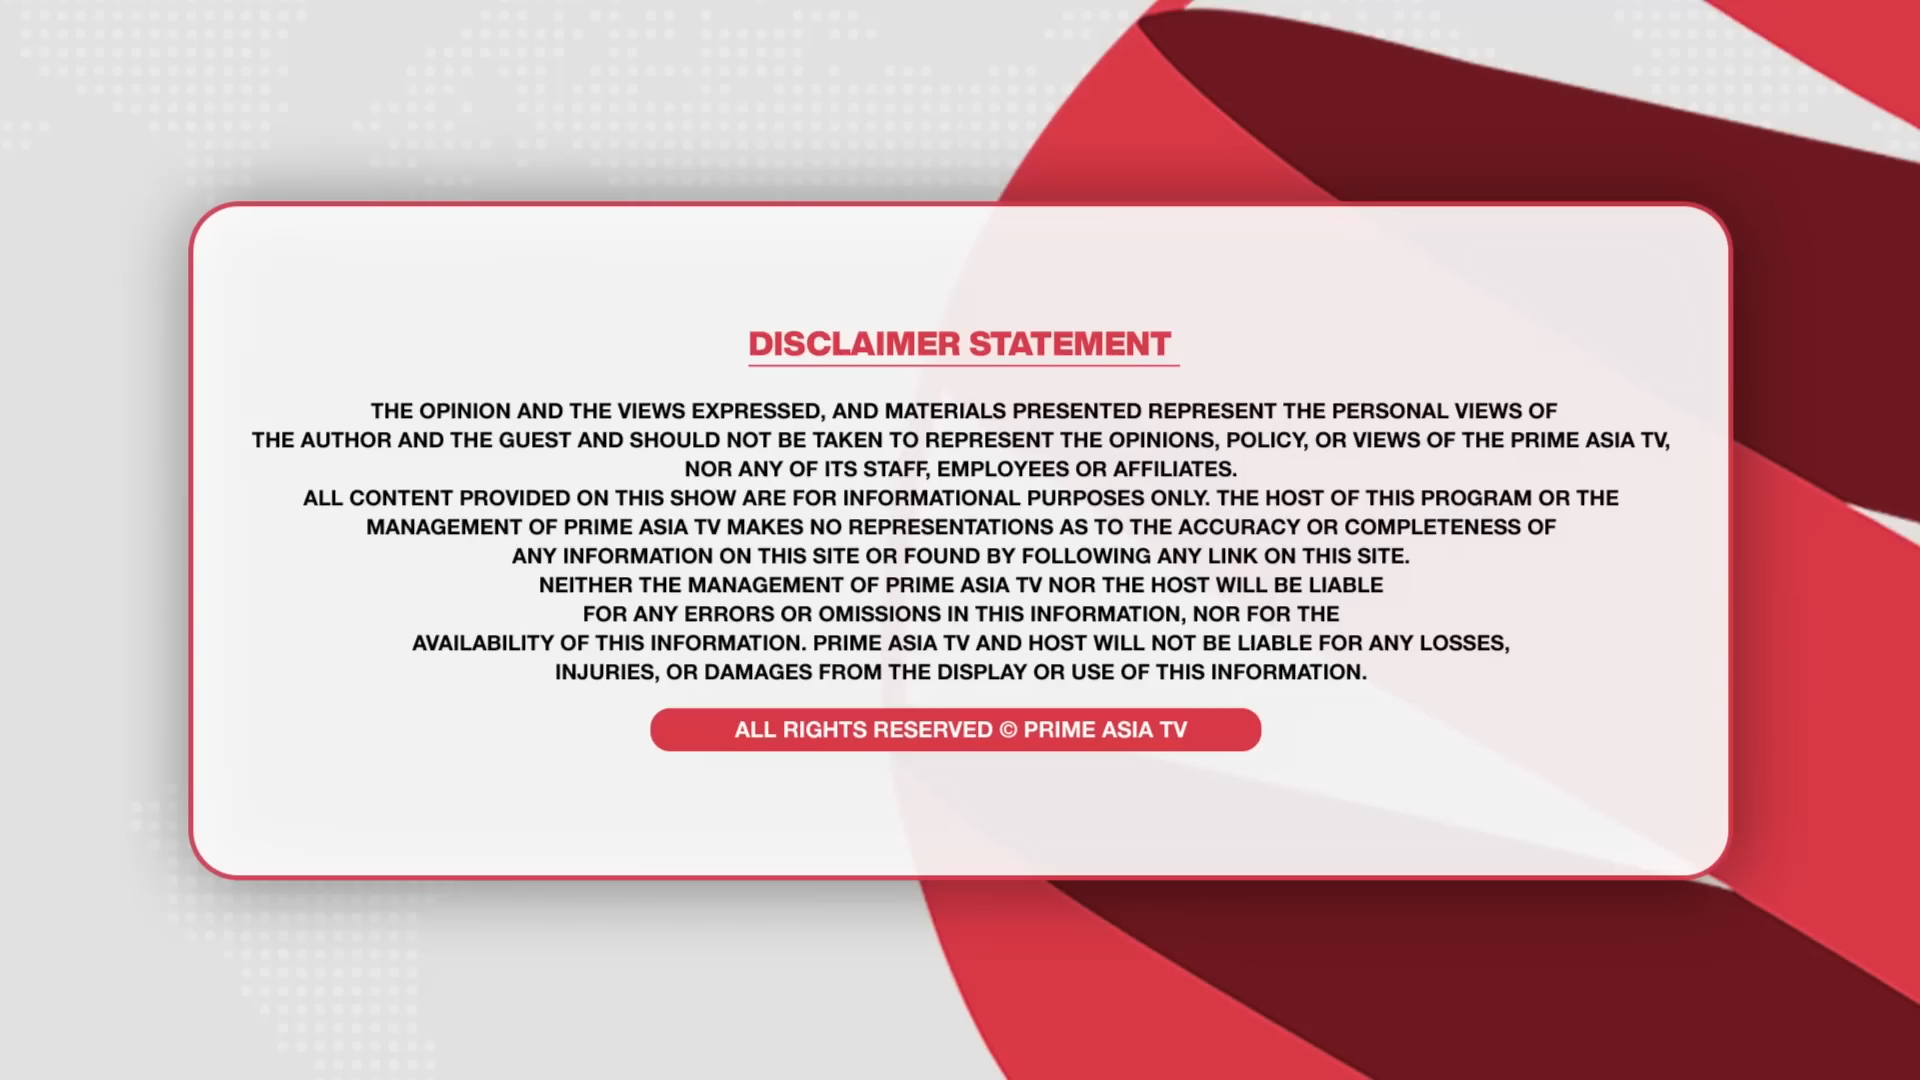 DISCLAIMER STATEMENT
THE OPINION AND THE VIEWS EXPRESSED, AND MATERIALS PRESENTED REPRESENT THE PERSONAL VIEWS OF
THE AUTHOR AND THE GUEST AND SHOULD NOT BE TAKEN TO REPRESENT THE OPINIONS, POLICY, OR VIEWS OF THE PRIME ASIA TV,
NOR ANY OF ITS STAFF, EMPLOYEES OR AFFILIATES.
ALL CONTENT PROVIDED ON THIS SHOW ARE FOR INFORMATIONAL PURPOSES ONLY. THE HOST OF THIS PROGRAM OR THE
MANAGEMENT OF PRIME ASIA TV MAKES NO REPRESENTATIONS AS TO THE ACCURACY OR COMPLETENESS OF
ANY INFORMATION ON THIS SITE OR FOUND BY FOLLOWING ANY LINK ON THIS SITE.
NEITHER THE MANAGEMENT OF PRIME ASIA TV NOR THE HOST WILL BE LIABLE
FOR ANY ERRORS OR OMISSIONS IN THIS INFORMATION, NOR FOR THE
AVAILABILITY OF THIS INFORMATION. PRIME ASIA TV AND HOST WILL NOT BE LIABLE FOR ANY LOSSES,
INJURIES, OR DAMAGES FROM THE DISPLAY OR USE OF THIS INFORMATION.
ALL RIGHTS RESERVED © PRIME ASIA TV